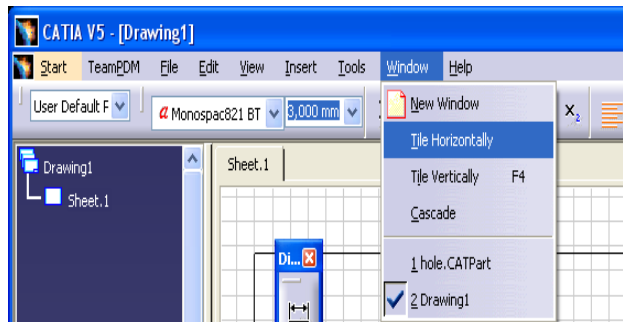 CATIA V5 - [Drawing1]
Start TeamPDM File Edit View Insert Tools Window Help
User Default F a Monospac821 BT 3,000 mm x₂
New Window
Tile Horizontally
Tile Vertically F4
Cascade
1 hole.CATPart
2 Drawing1
Drawing1
Sheet.1
Sheet.1
Di...